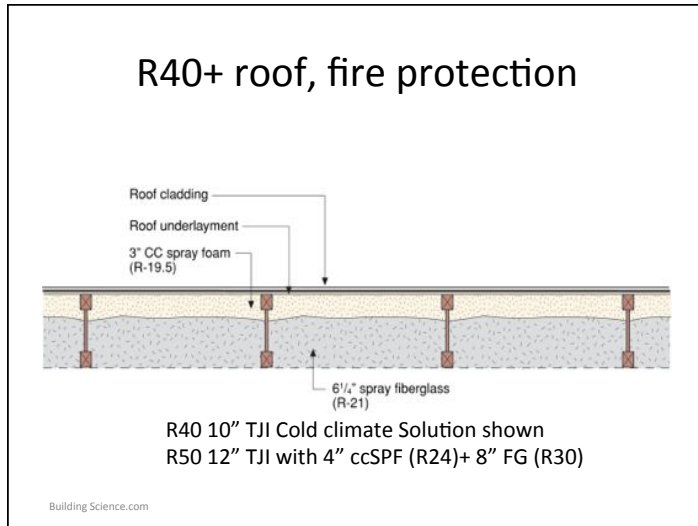 R40+ roof, fire protection
Roof cladding
Roof underlayment
3" CC spray foam
(R-19.5)
6¹/₄" spray fiberglass
(R-21)
R40 10” TJI Cold climate Solution shown
R50 12” TJI with 4” ccSPF (R24)+ 8” FG (R30)
Building Science.com